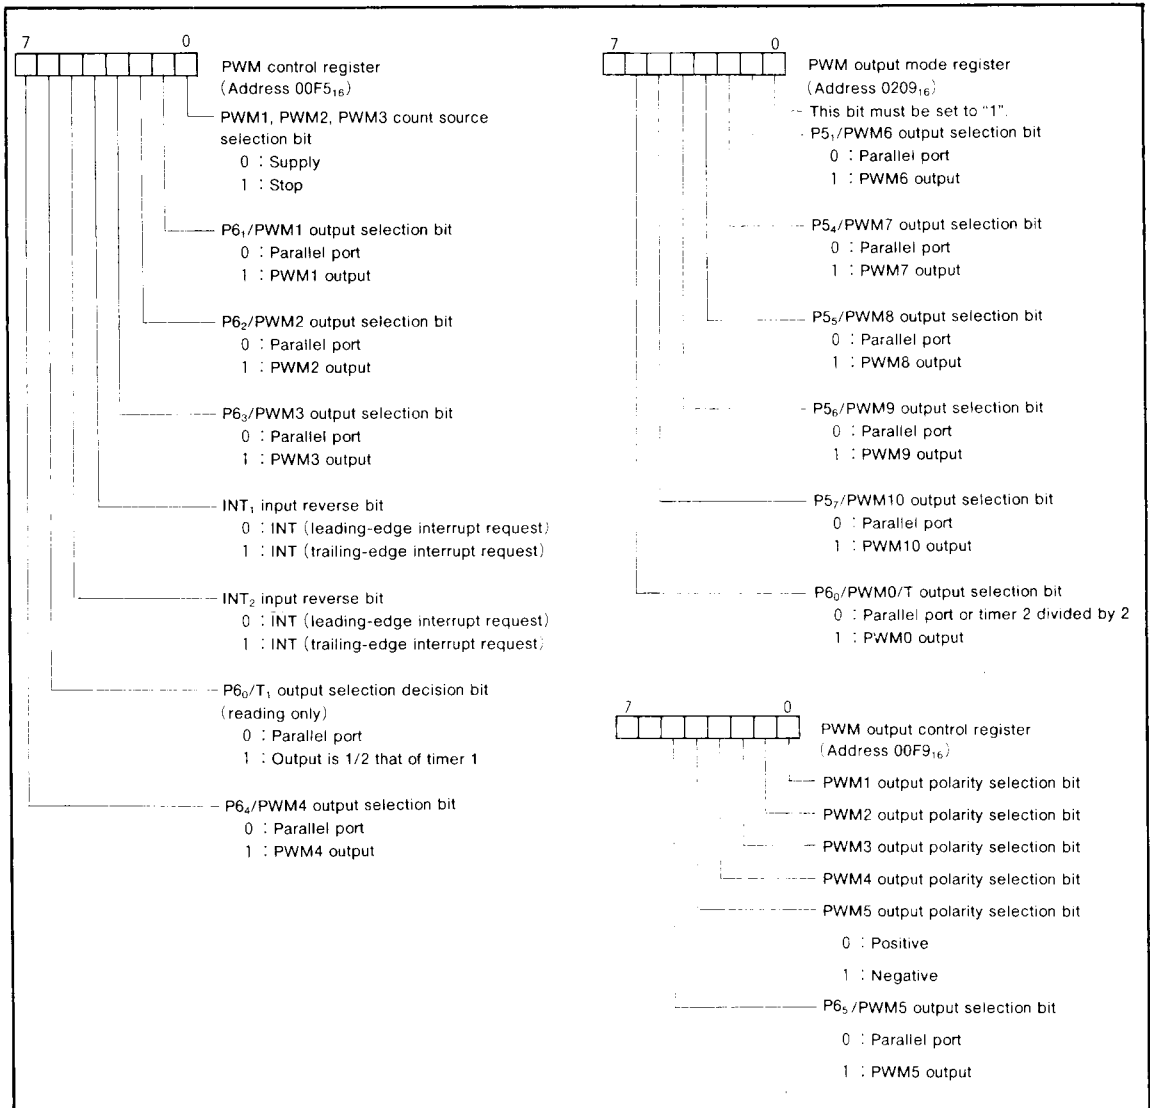 7 0
PWM control register
(Address 00F5₁₆)
PWM1, PWM2, PWM3 count source
selection bit
0 : Supply
1 : Stop
P6₁/PWM1 output selection bit
0 : Parallel port
1 : PWM1 output
P6₂/PWM2 output selection bit
0 : Parallel port
1 : PWM2 output
P6₃/PWM3 output selection bit
0 : Parallel port
1 : PWM3 output
INT₁ input reverse bit
0 : INT (leading-edge interrupt request)
1 : INT (trailing-edge interrupt request)
INT₂ input reverse bit
0 : INT (leading-edge interrupt request)
1 : INT (trailing-edge interrupt request)
P6₀/T₁ output selection decision bit
(reading only)
0 : Parallel port
1 : Output is 1/2 that of timer 1
P6₄/PWM4 output selection bit
0 : Parallel port
1 : PWM4 output
7 0
PWM output mode register
(Address 0209₁₆)
This bit must be set to "1".
P5₁/PWM6 output selection bit
0 : Parallel port
1 : PWM6 output
P5₄/PWM7 output selection bit
0 : Parallel port
1 : PWM7 output
P5₅/PWM8 output selection bit
0 : Parallel port
1 : PWM8 output
P5₆/PWM9 output selection bit
0 : Parallel port
1 : PWM9 output
P5₇/PWM10 output selection bit
0 : Parallel port
1 : PWM10 output
P6₀/PWM0/T output selection bit
0 : Parallel port or timer 2 divided by 2
1 : PWM0 output
7 0
PWM output control register
(Address 00F9₁₆)
PWM1 output polarity selection bit
PWM2 output polarity selection bit
PWM3 output polarity selection bit
PWM4 output polarity selection bit
PWM5 output polarity selection bit
0 : Positive
1 : Negative
P6₅/PWM5 output selection bit
0 : Parallel port
1 : PWM5 output